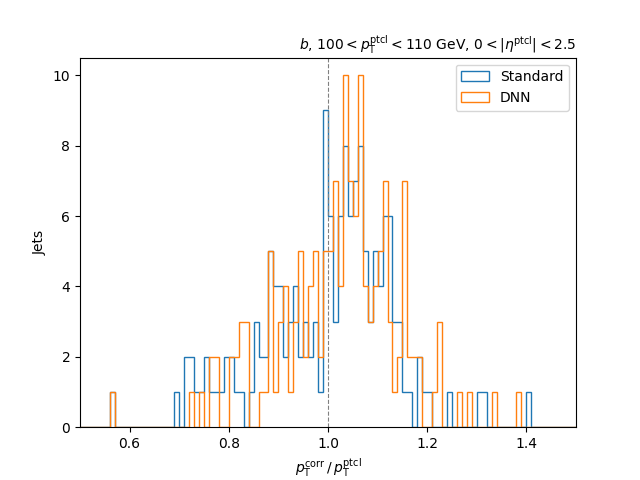 b, 100 < p_T^ptcl < 110 GeV, 0 < |η^ptcl| < 2.5
Standard
DNN
10
8
6
4
2
0
Jets
0.6 0.8 1.0 1.2 1.4
p_T^corr / p_T^ptcl